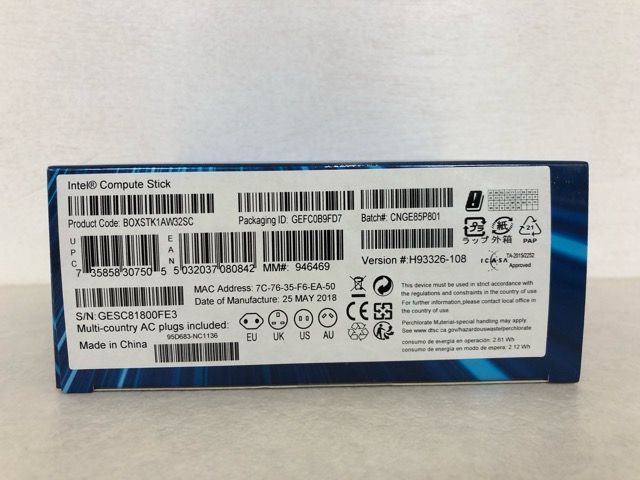 Intel® Compute Stick
Product Code: BOXSTK1AW32SC
Packaging ID: GEFC0B9FD7
Batch#: CNGE85P801
UPC
7 35858 30750 5
EAN
5 032037 080842
MM#: 946469
Version #:H93326-108
ラップ 外箱
紙
プラ
21
PAP
ICASA
TA-2015/2252
Approved
MAC Address: 7C-76-35-F6-EA-50
Date of Manufacture: 25 MAY 2018
S/N:GESC81800FE3
Multi-country AC plugs included:
Made in China
95D683-NC1136
EU UK US AU
CE
This device must be used in accordance with
the regulations and constraints in the country of use
For further information,please contact local office in
the country of use.
Perchlorate Material-special handling may apply.
See www.dtsc.ca.gov/hazardouswaste/perchlorate
consumo de energía en operación: 2.61 Wh
consumo de energía en modo de espera: 2.12 Wh